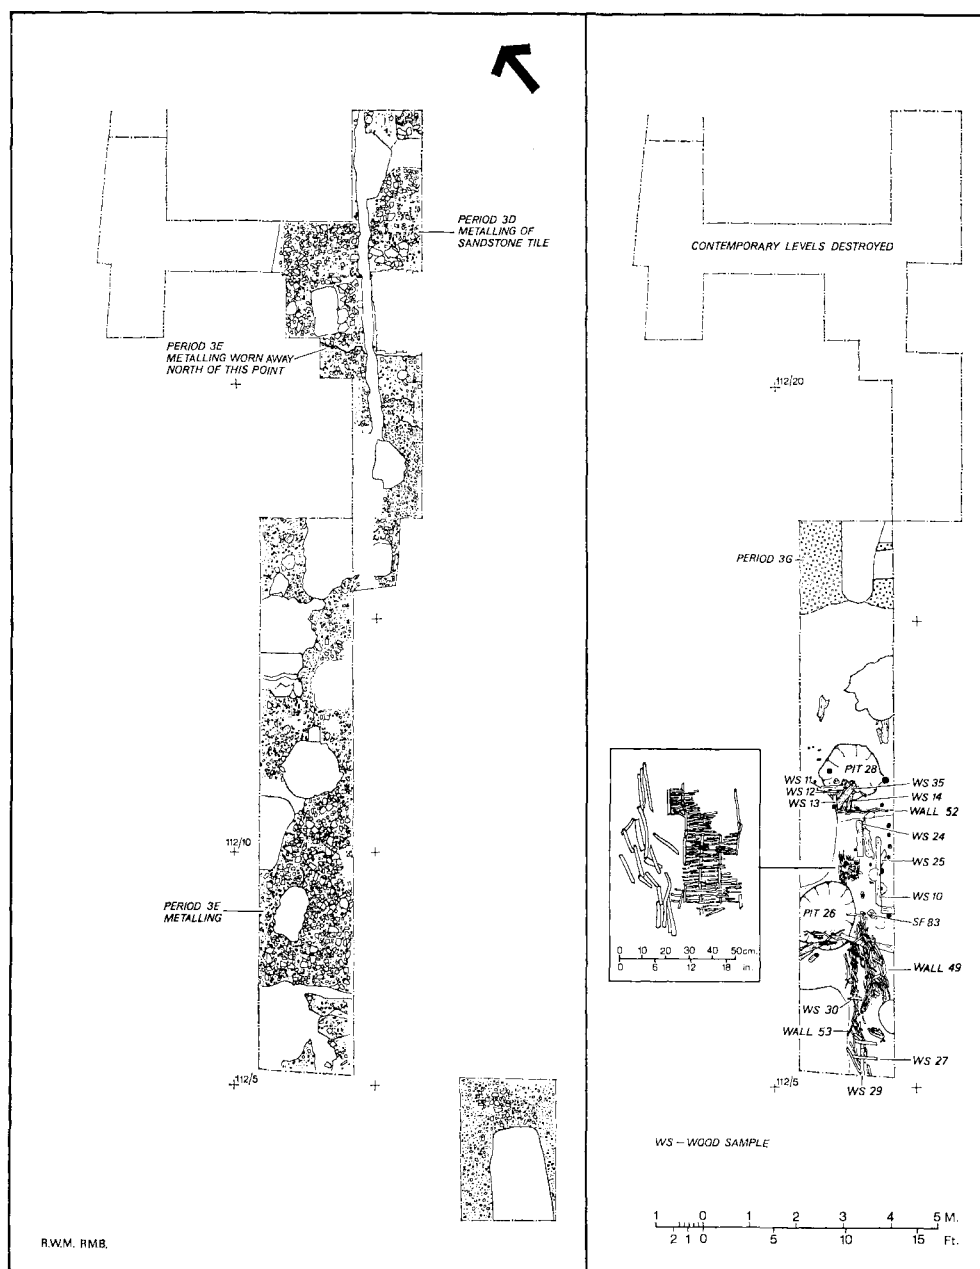 PERIOD 3D
METALLING OF
SANDSTONE TILE
PERIOD 3E
METALLING WORN AWAY
NORTH OF THIS POINT
112/10
PERIOD 3E
METALLING
112/5
R.W.M. RMB.
CONTEMPORARY LEVELS DESTROYED
112/20
PERIOD 3G
PIT 28
WS 11
WS 12
WS 13
WS 35
WS 14
WALL 52
WS 24
WS 25
WS 10
PIT 26
SF 83
WALL 49
WS 30
WALL 53
WS 27
112/5
WS 29
0 10 20 30 40 50cm.
0 6 12 18 in.
WS – WOOD SAMPLE
1 0 1 2 3 4 5 M.
2 1 0 5 10 15 Ft.